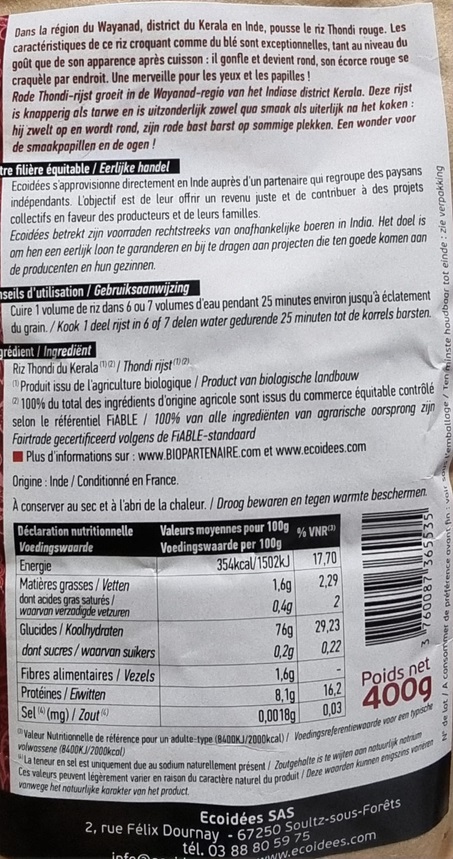 Dans la région du Wayanad, district du Kerala en Inde, pousse le riz Thondi rouge. Les
caractéristiques de ce riz croquant comme du blé sont exceptionnelles, tant au niveau du
goût que de son apparence après cuisson : il gonfle et devient rond, son écorce rouge se
craquèle par endroit. Une merveille pour les yeux et les papilles !
Rode Thondi-rijst groeit in de Wayanad-regio van het Indiase district Kerala. Deze rijst
is knapperig als tarwe en is uitzonderlijk zowel qua smaak als uiterlijk na het koken :
hij zwelt op en wordt rond, zijn rode bast barst op sommige plekken. Een wonder voor
de smaakpapillen en de ogen !
tre filière équitable / Eerlijke handel
Ecoidées s'approvisionne directement en Inde auprès d'un partenaire qui regroupe des paysans
indépendants. L'objectif est de leur offrir un revenu juste et de contribuer à des projets
collectifs en faveur des producteurs et de leurs familles.
Ecoidées betrekt zijn voorraden rechtstreeks van onafhankelijke boeren in India. Het doel is
om hen een eerlijk loon te garanderen en bij te dragen aan projecten die ten goede komen aan
de producenten en hun gezinnen.
nseils d'utilisation / Gebruiksaanwijzing
Cuire 1 volume de riz dans 6 ou 7 volumes d'eau pendant 25 minutes environ jusqu'à éclatement
du grain. / Kook 1 deel rijst in 6 of 7 delen water gedurende 25 minuten tot de korrels barsten.
grédient / Ingrediënt
Riz Thondi du Kerala (1) (2) / Thondi rijst (1) (2)
(1) Produit issu de l'agriculture biologique / Product van biologische landbouw
(2) 100% du total des ingrédients d'origine agricole sont issus du commerce équitable contrôlé
selon le référentiel FiABLE / 100% van alle ingrediënten van agrarische oorsprong zijn
Fairtrade gecertificeerd volgens de FiABLE-standaard
Plus d'informations sur : www.BIOPARTENAIRE.com et www.ecoidees.com
Origine : Inde / Conditionné en France.
À conserver au sec et à l'abri de la chaleur. / Droog bewaren en tegen warmte beschermen.
Déclaration nutritionnelle Valeurs moyennes pour 100g % VNR(3)
Voedingswaarde Voedingswaarde per 100g
Energie 354kcal/1502kJ 17,70
Matières grasses / Vetten 1,6g 2,29
dont acides gras saturés / 0,4g 2
waarvan verzadigde vetzuren
Glucides / Koolhydraten 76g 29,23
dont sucres / waarvan suikers 0,2g 0,22
Fibres alimentaires / Vezels 1,6g -
Protéines / Eiwitten 8,1g 16,2
Sel (4) (mg) / Zout (4) 0,0018g 0,03
3 760087 365535
Poids net
400g
(3) Valeur Nutritionnelle de référence pour un adulte-type (8400KJ/2000kcal) / Voedingsreferentiewaarde voor een typische
volwassene (8400KJ/2000kcal)
(4) La teneur en sel est uniquement due au sodium naturellement présent / Zoutgehalte is te wijten aan natuurlijk natrium
Ces valeurs peuvent légèrement varier en raison du caractère naturel du produit / Deze waarden kunnen enigszins variëren
vanwege het natuurlijke karakter van het product.
Ecoidées SAS
2, rue Félix Dournay - 67250 Soultz-sous-Forêts
tél. 03 88 80 59 75
www.ecoidees.com
N° de lot / A consommer de préférence avant fin : voir sur l'emballage / Ten minste houdbaar tot einde : zie verpakking